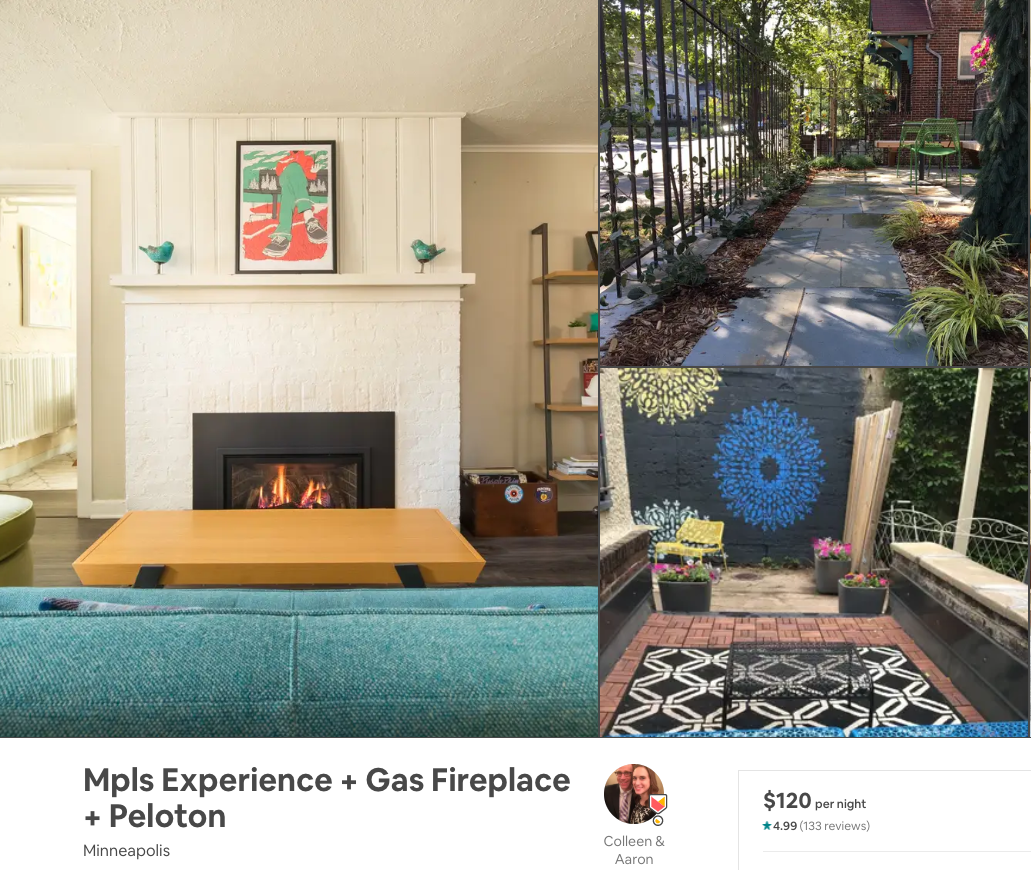 Mpls Experience + Gas Fireplace
+ Peloton
Minneapolis
Colleen &
Aaron
$120 per night
4.99 (133 reviews)